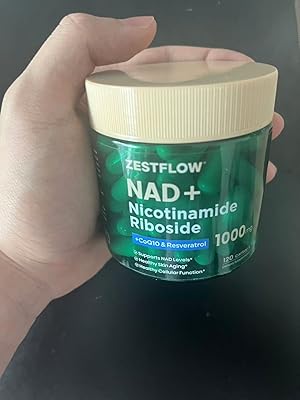 ZESTFLOW
NAD+
Nicotinamide
Riboside
+CoQ10 & Resveratrol
1000mg
Supports NAD Levels*
Healthy Skin Aging*
Healthy Cellular Function*
120